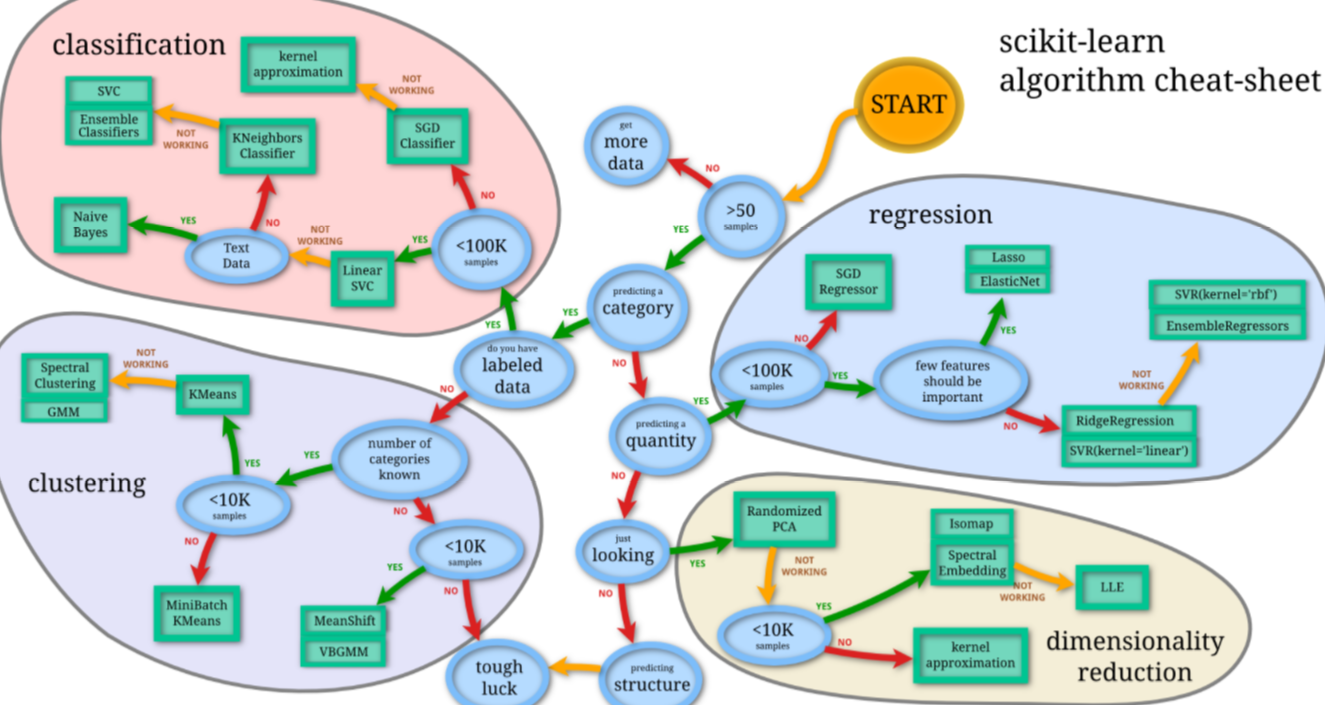 scikit-learn
algorithm cheat-sheet
START
classification
kernel
approximation
NOT
WORKING
SVC
Ensemble
Classifiers
NOT
WORKING
KNeighbors
Classifier
SGD
Classifier
NO
Naive
Bayes
YES
Text
Data
NO
NOT
WORKING
Linear
SVC
YES
<100K
samples
YES
get
more
data
NO
>50
samples
YES
predicting a
category
YES
do you have
labeled
data
NO
NO
predicting a
quantity
YES
NO
just
looking
YES
NO
predicting
structure
tough
luck
regression
SGD
Regressor
NO
<100K
samples
YES
Lasso
ElasticNet
YES
few features
should be
important
NO
SVR(kernel='rbf')
EnsembleRegressors
NOT
WORKING
RidgeRegression
SVR(kernel='linear')
clustering
Spectral
Clustering
GMM
NOT
WORKING
KMeans
YES
<10K
samples
NO
MiniBatch
KMeans
number of
categories
known
YES
NO
<10K
samples
YES
NO
MeanShift
VBGMM
dimensionality
reduction
Randomized
PCA
NOT
WORKING
<10K
samples
YES
NO
Isomap
Spectral
Embedding
NOT
WORKING
LLE
kernel
approximation